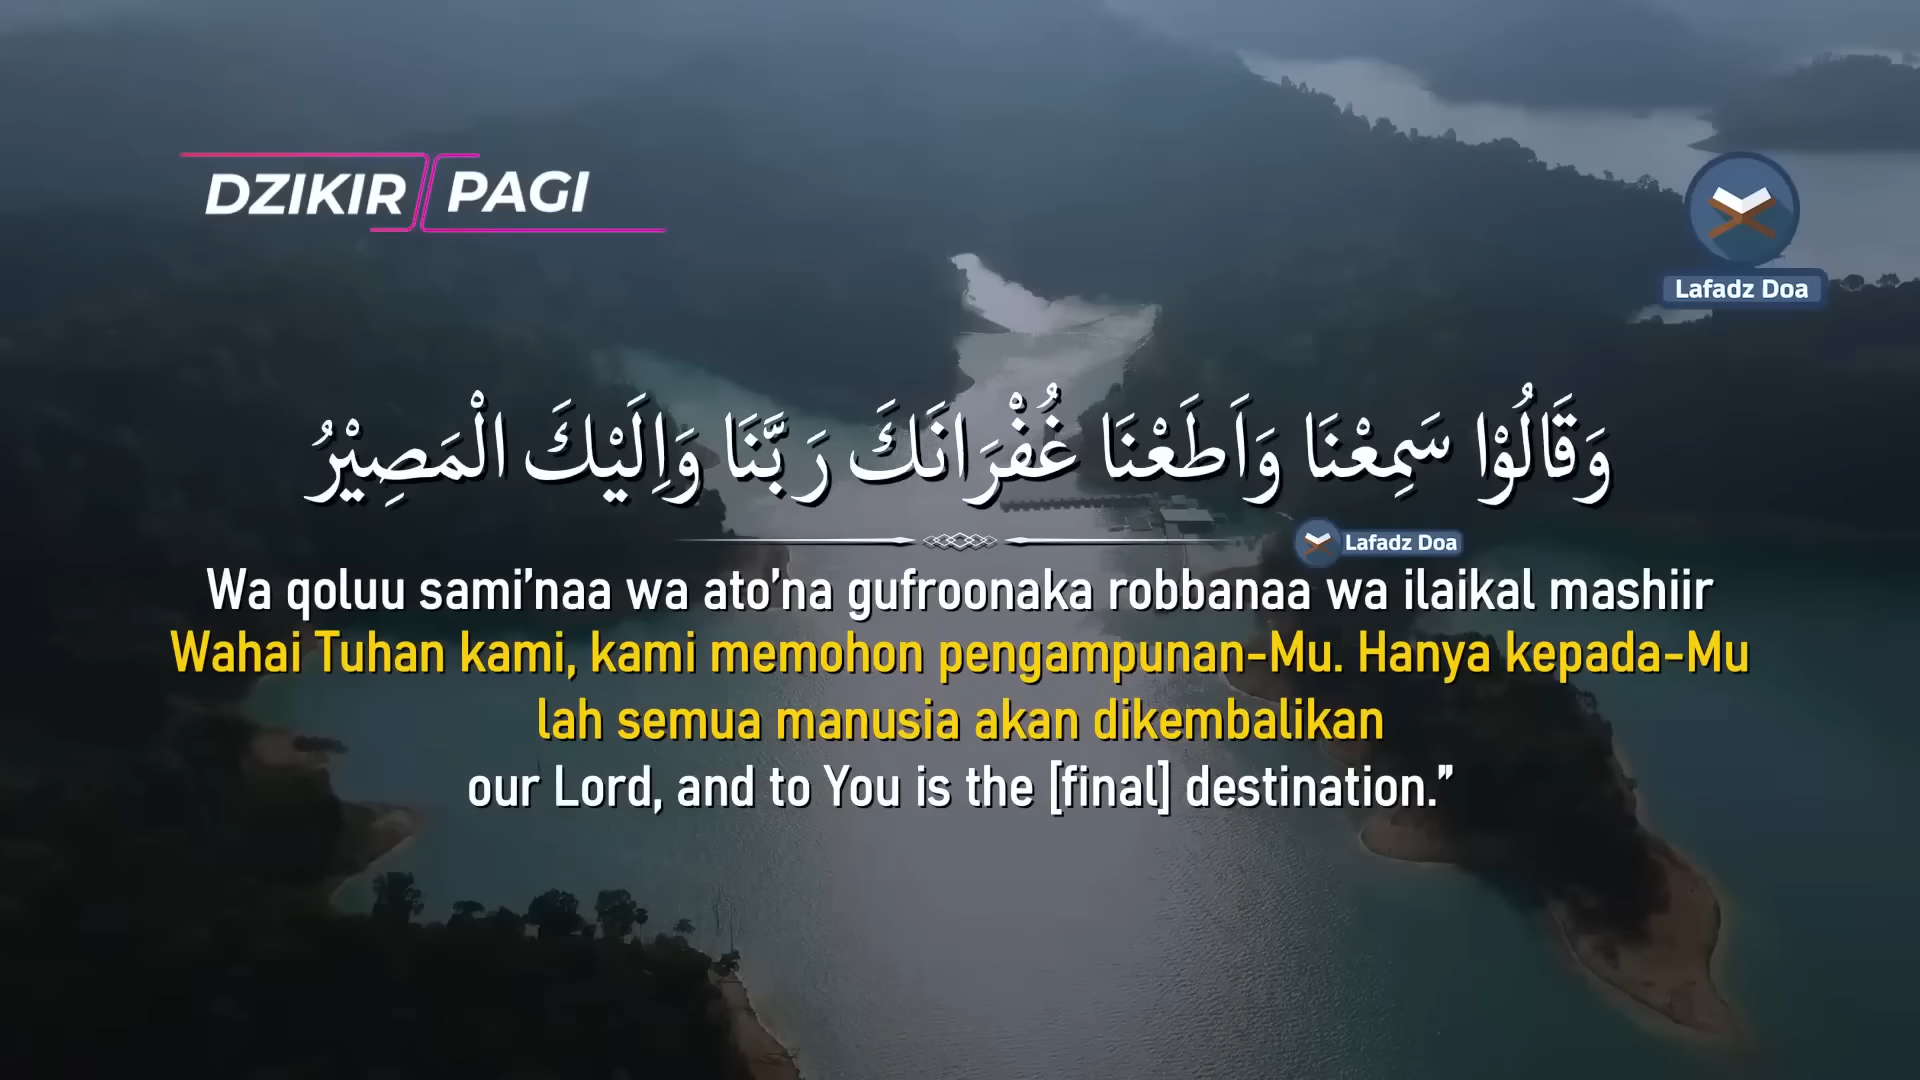 DZIKIR PAGI
Lafadz Doa
وَقَالُوْا سَمِعْنَا وَاَطَعْنَا غُفْرَانَكَ رَبَّنَا وَاِلَيْكَ الْمَصِيْرُ
Lafadz Doa
Wa qoluu sami’naa wa ato’na gufroonaka robbanaa wa ilaikal mashiir
Wahai Tuhan kami, kami memohon pengampunan-Mu. Hanya kepada-Mu
lah semua manusia akan dikembalikan
our Lord, and to You is the [final] destination.”